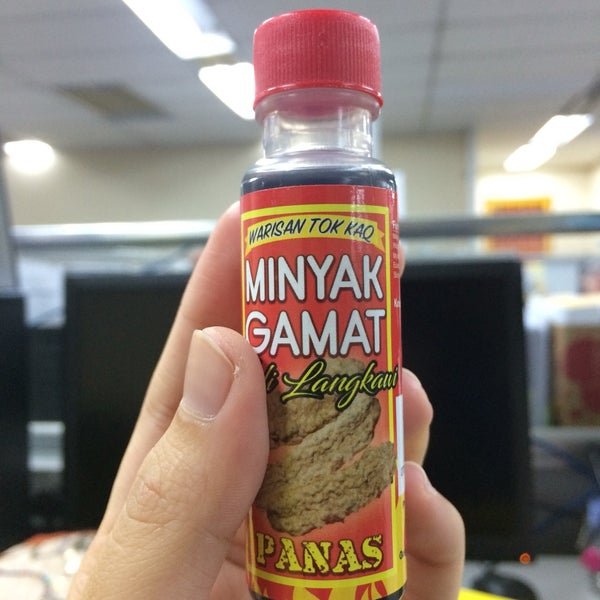 WARISAN TOK KAQ
MINYAK
GAMAT
Langkawi
PANAS